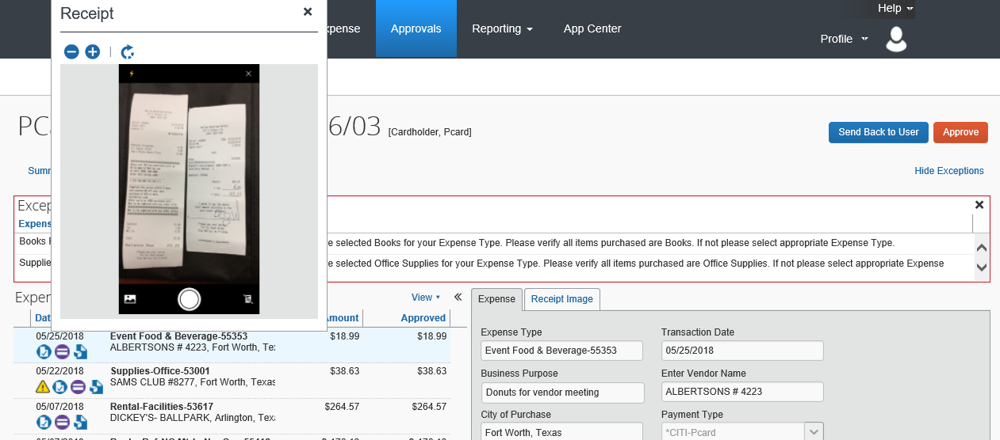 Receipt
xpense
Approvals
Reporting
App Center
Help
Profile
PC
6/03
[Cardholder, Pcard]
Send Back to User
Approve
Summ
Hide Exceptions
Excep
Expens
Books F
e selected Books for your Expense Type. Please verify all items purchased are Books. If not please select appropriate Expense Type.
Supplie
e selected Office Supplies for your Expense Type. Please verify all items purchased are Office Supplies. If not please select appropriate Expense
Expen
View
Dat
mount
Approved
05/25/2018 Event Food & Beverage-55353 $18.99 $18.99
ALBERTSONS # 4223, Fort Worth, Te
05/22/2018 Supplies-Office-53001 $38.63 $38.63
SAMS CLUB #8277, Fort Worth, Texas
05/07/2018 Rental-Facilities-53617 $264.57 $264.57
DICKEY'S- BALLPARK, Arlington, Tex
Expense
Receipt Image
Expense Type
Event Food & Beverage-55353
Transaction Date
05/25/2018
Business Purpose
Donuts for vendor meeting
Enter Vendor Name
ALBERTSONS # 4223
City of Purchase
Fort Worth, Texas
Payment Type
*CITI-Pcard